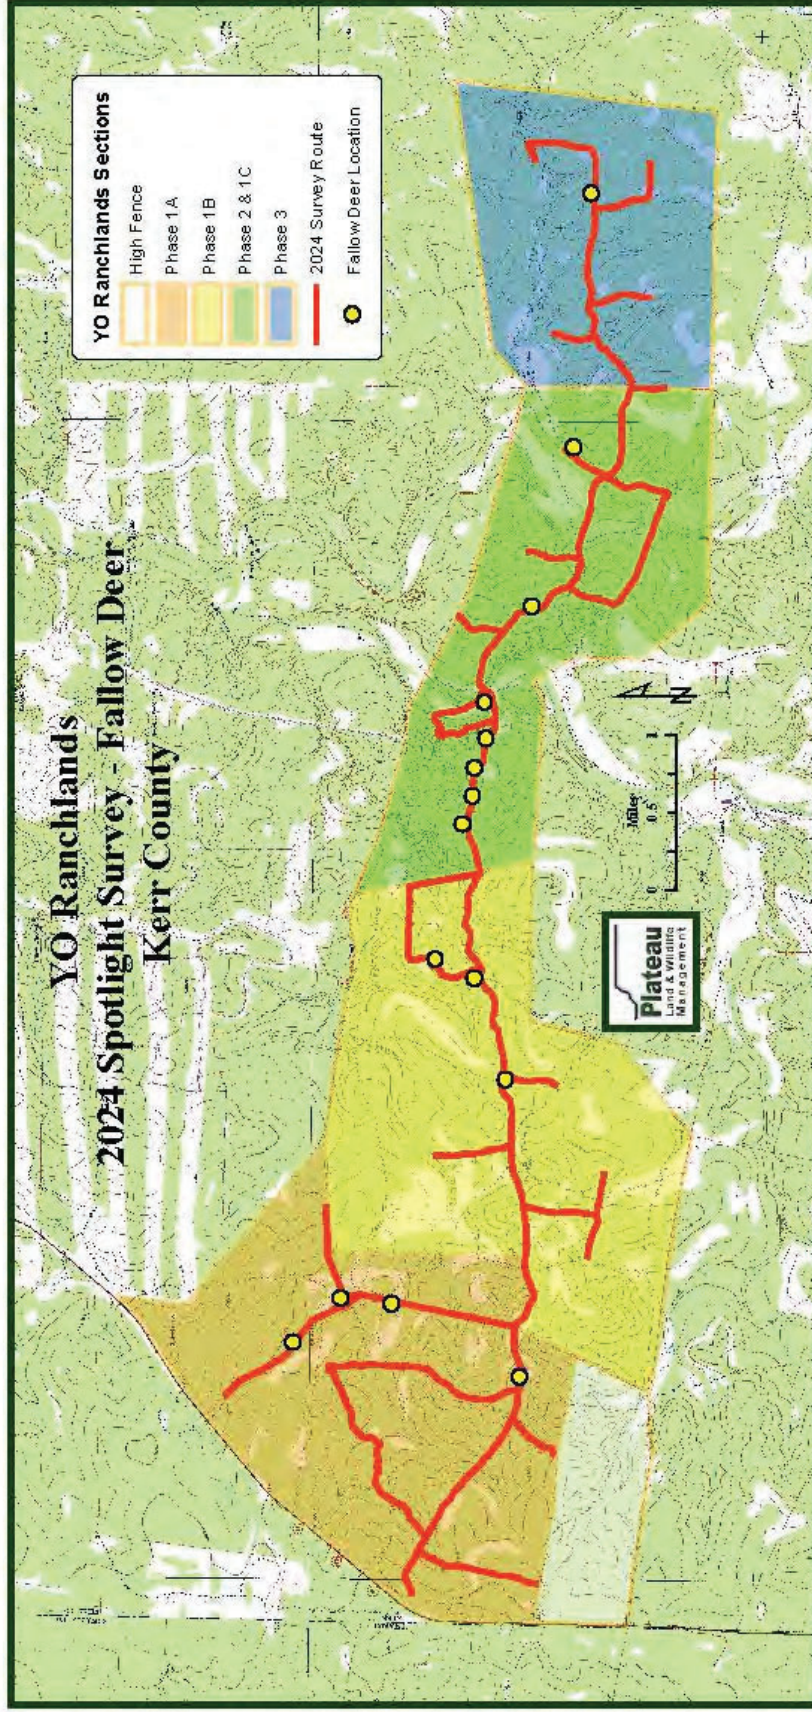 YO Ranchlands
2024 Spotlight Survey - Fallow Deer
Kerr County
YO Ranchlands Sections
High Fence
Phase 1A
Phase 1B
Phase 2 & 1C
Phase 3
2024 Survey Route
Fallow Deer Location
Miles
0 0.5 1
N
Plateau
Land & Wildlife
Management